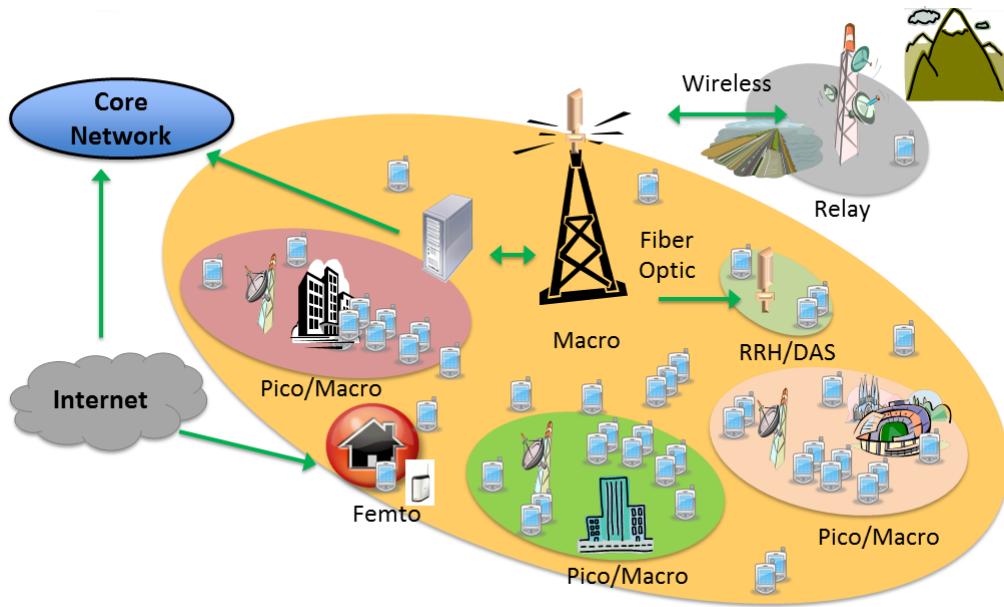 Core
Network
Wireless
Relay
Fiber
Optic
Macro
RRH/DAS
Pico/Macro
Internet
Femto
Pico/Macro
Pico/Macro